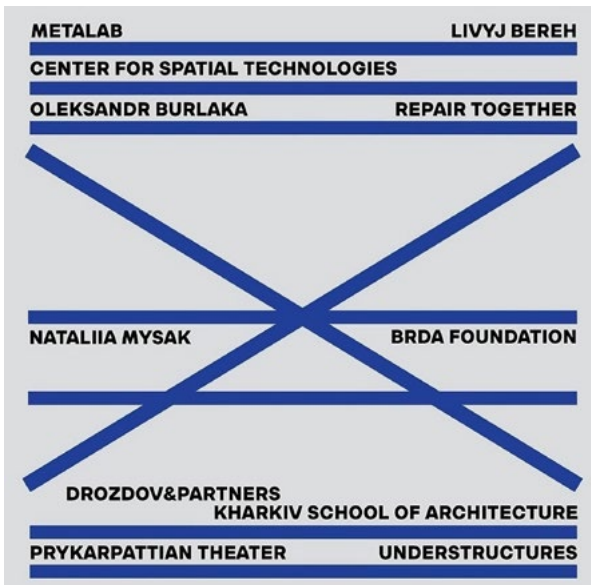 METALAB LIVYJ BEREH
CENTER FOR SPATIAL TECHNOLOGIES
OLEKSANDR BURLAKA REPAIR TOGETHER
NATALIIA MYSAK BRDA FOUNDATION
DROZDOV&PARTNERS
KHARKIV SCHOOL OF ARCHITECTURE
PRYKARPATTIAN THEATER UNDERSTRUCTURES